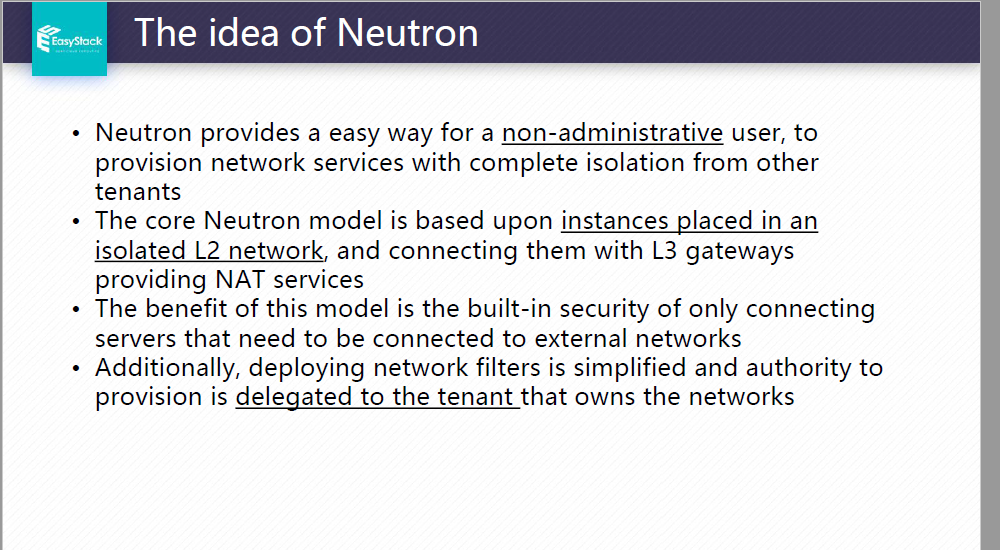 EasyStack
The idea of Neutron
• Neutron provides a easy way for a non-administrative user, to
provision network services with complete isolation from other
tenants
• The core Neutron model is based upon instances placed in an
isolated L2 network, and connecting them with L3 gateways
providing NAT services
• The benefit of this model is the built-in security of only connecting
servers that need to be connected to external networks
• Additionally, deploying network filters is simplified and authority to
provision is delegated to the tenant that owns the networks